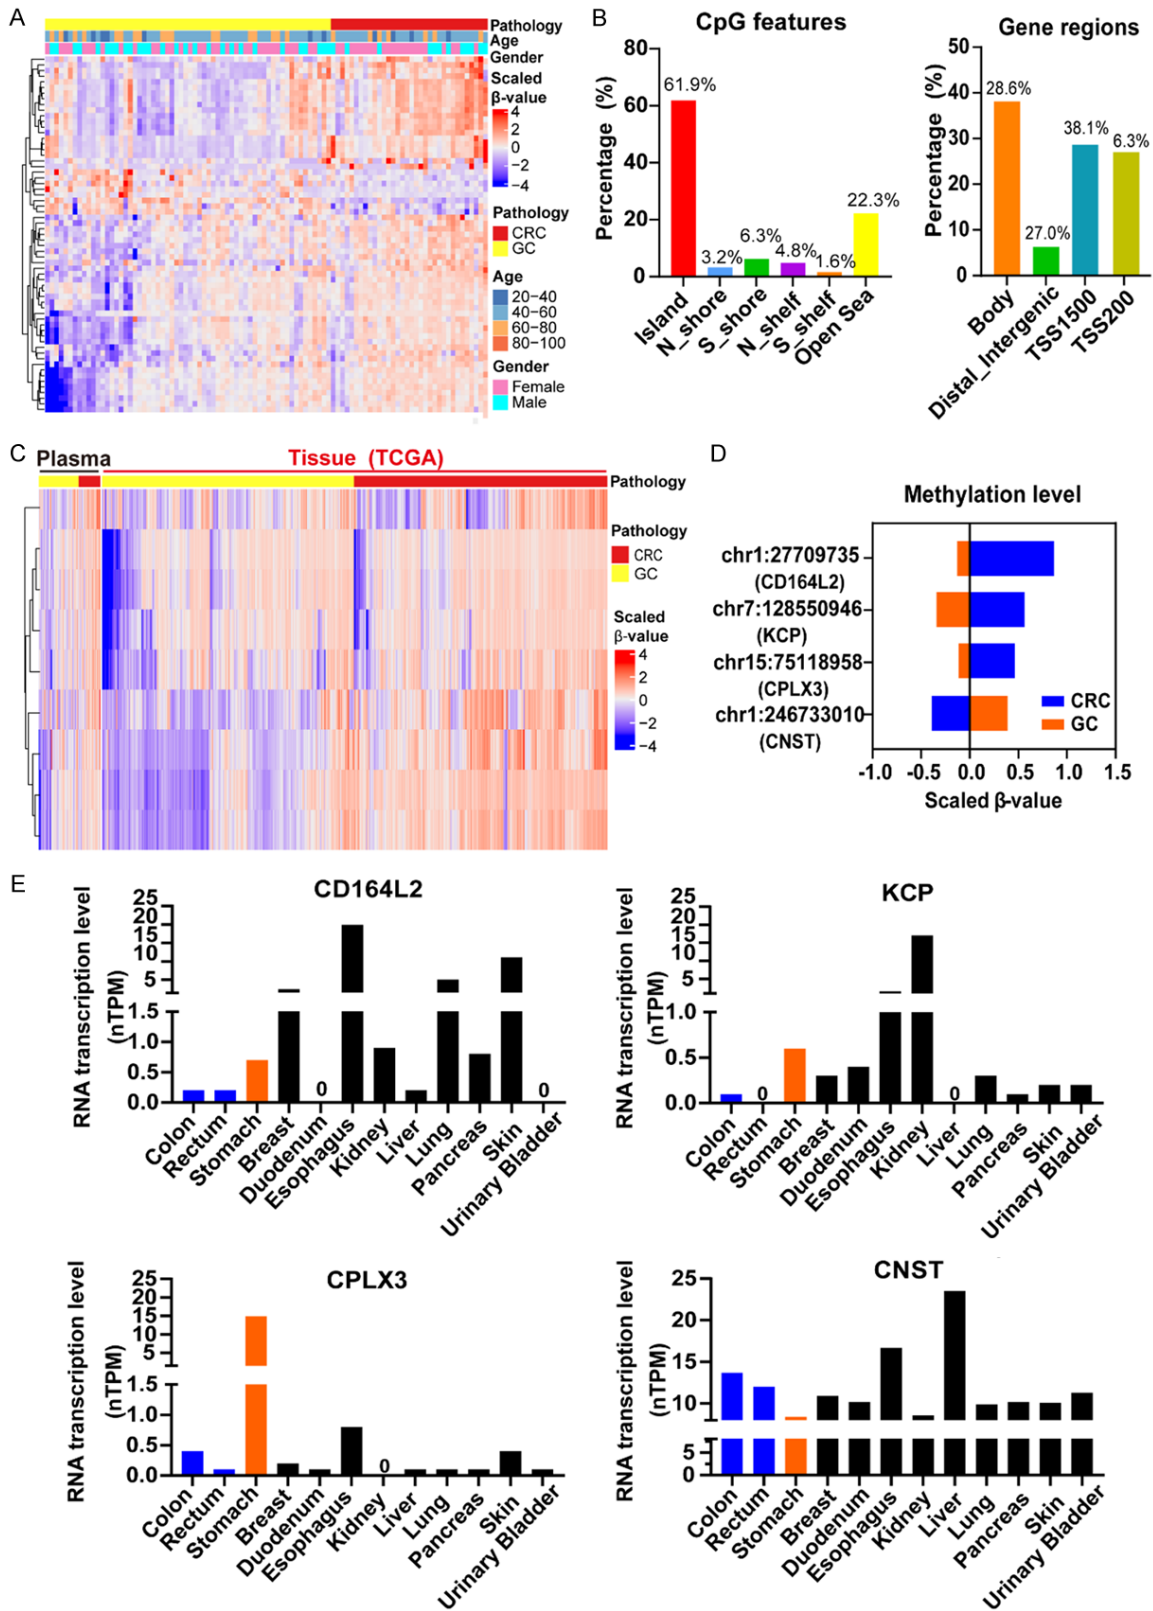 A
Pathology
Age
Gender
Scaled
β-value
4
2
0
−2
−4
Pathology
CRC
GC
Age
20−40
40−60
60−80
80−100
Gender
Female
Male
B
CpG features
Percentage (%)
80
60
40
20
0
61.9%
3.2%
6.3%
4.8%
1.6%
22.3%
Island
N_shore
S_shore
N_shelf
S_shelf
Open Sea
Gene regions
Percentage (%)
50
40
30
20
10
0
28.6%
27.0%
38.1%
6.3%
Body
Distal_Intergenic
TSS1500
TSS200
C
Plasma
Tissue (TCGA)
Pathology
Pathology
CRC
GC
Scaled
β-value
4
2
0
−2
−4
D
Methylation level
chr1:27709735
(CD164L2)
chr7:128550946
(KCP)
chr15:75118958
(CPLX3)
chr1:246733010
(CNST)
CRC
GC
-1.0 -0.5 0.0 0.5 1.0 1.5
Scaled β-value
E
CD164L2
RNA transcription level
(nTPM)
25
20
15
10
5
1.5
1.0
0.5
0.0
0
0
Colon
Rectum
Stomach
Breast
Duodenum
Esophagus
Kidney
Liver
Lung
Pancreas
Skin
Urinary Bladder
KCP
RNA transcription level
(nTPM)
25
20
15
10
5
1.0
0.5
0.0
0
0
Colon
Rectum
Stomach
Breast
Duodenum
Esophagus
Kidney
Liver
Lung
Pancreas
Skin
Urinary Bladder
CPLX3
RNA transcription level
(nTPM)
25
20
15
10
5
1.5
1.0
0.5
0.0
0
Colon
Rectum
Stomach
Breast
Duodenum
Esophagus
Kidney
Liver
Lung
Pancreas
Skin
Urinary Bladder
CNST
RNA transcription level
(nTPM)
25
20
15
10
5
0
Colon
Rectum
Stomach
Breast
Duodenum
Esophagus
Kidney
Liver
Lung
Pancreas
Skin
Urinary Bladder